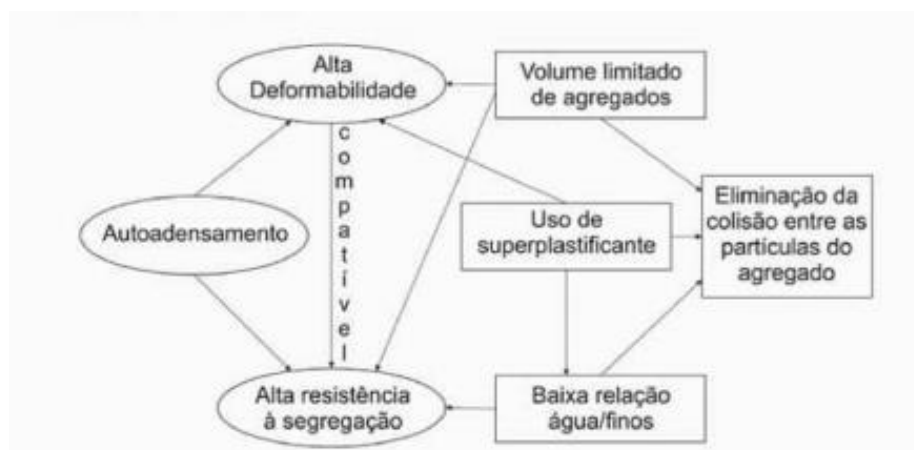 Alta
Deformabilidade
Volume limitado
de agregados
compatível
Autoadensamento
Uso de
superplastificante
Eliminação da
colisão entre as
partículas do
agregado
Alta resistência
à segregação
Baixa relação
água/finos